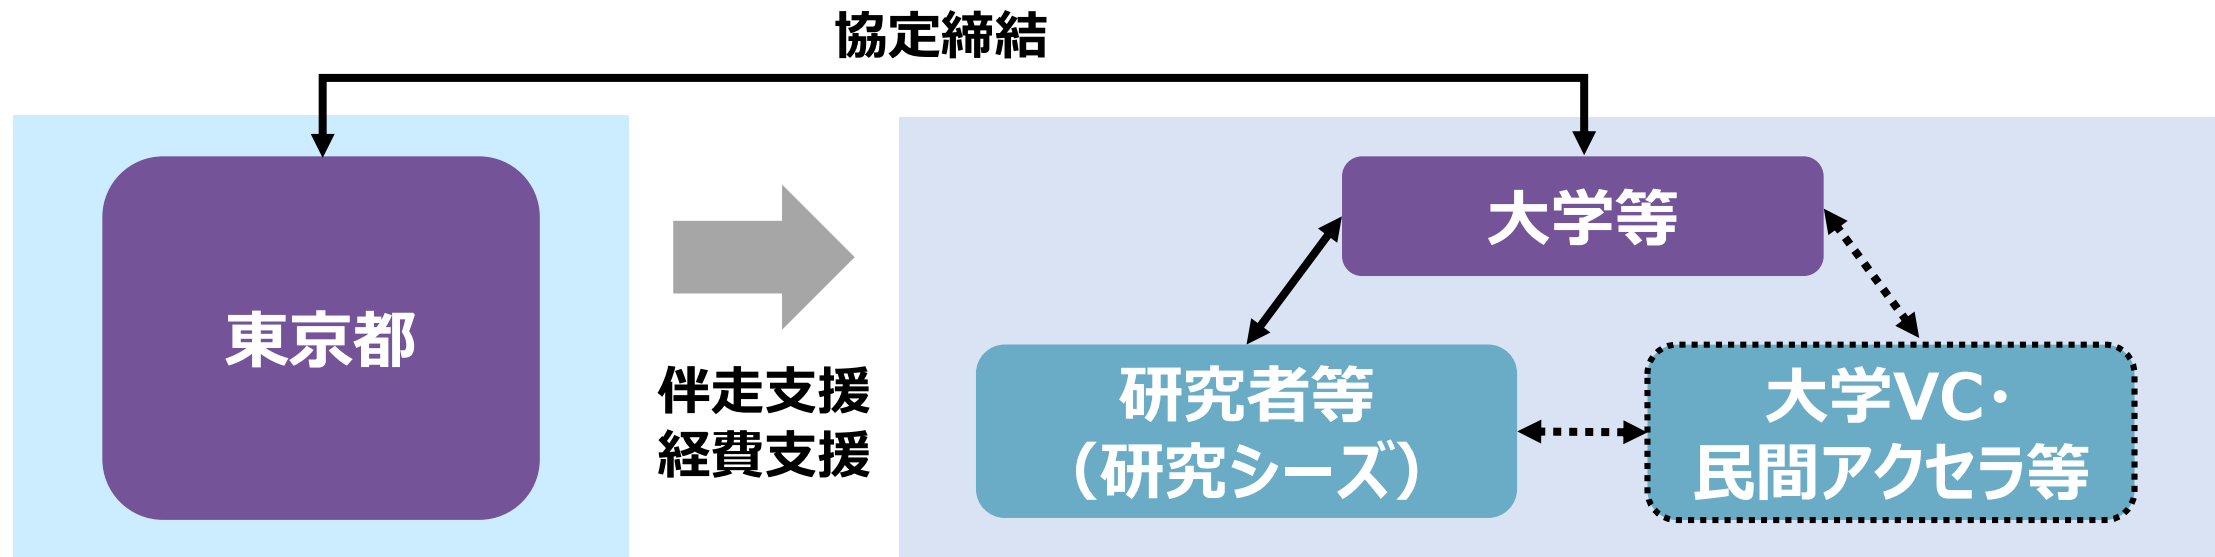 協定締結
東京都
伴走支援
経費支援
大学等
研究者等
（研究シーズ）
大学VC・
民間アクセラ等